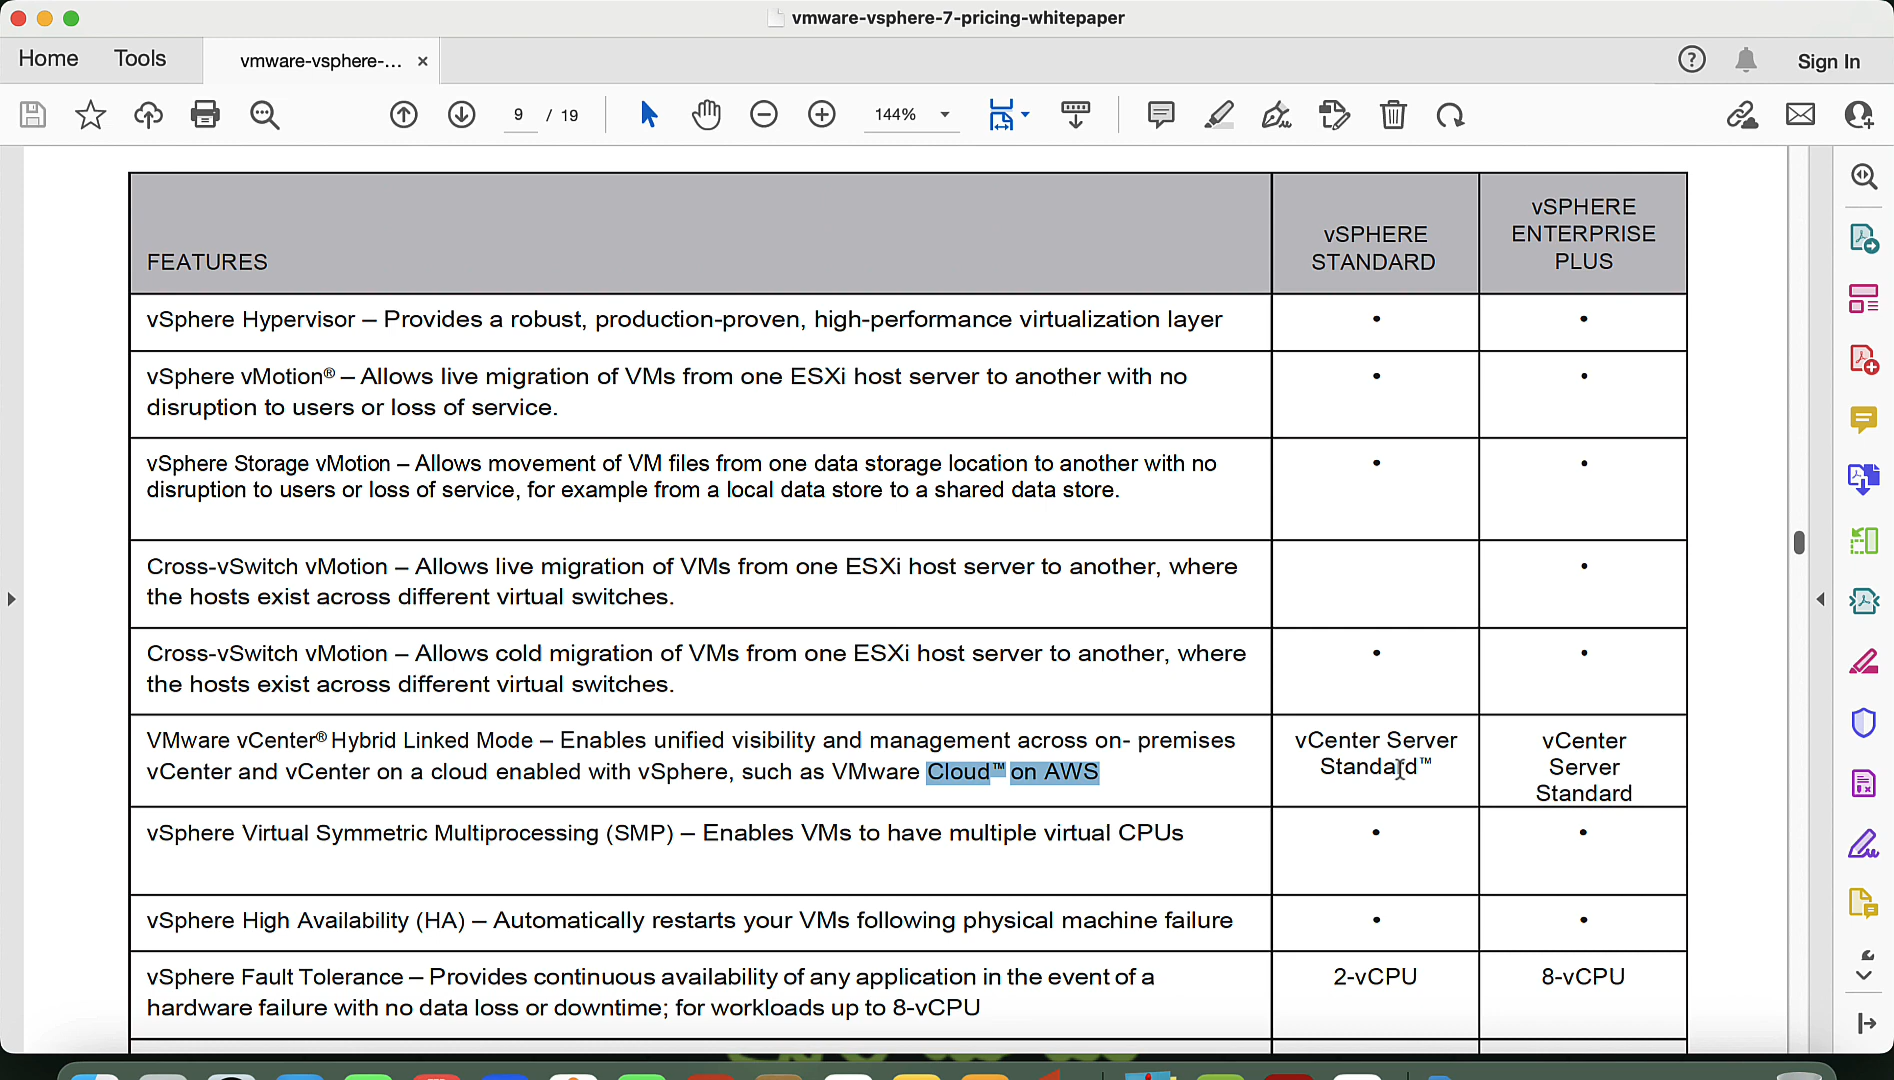 vmware-vsphere-7-pricing-whitepaper
Home Tools vmware-vsphere-... × ? Sign In
9 / 19 144%
FEATURES
vSPHERE
STANDARD
vSPHERE
ENTERPRISE
PLUS
vSphere Hypervisor – Provides a robust, production-proven, high-performance virtualization layer • •
vSphere vMotion® – Allows live migration of VMs from one ESXi host server to another with no • •
disruption to users or loss of service.
vSphere Storage vMotion – Allows movement of VM files from one data storage location to another with no • •
disruption to users or loss of service, for example from a local data store to a shared data store.
Cross-vSwitch vMotion – Allows live migration of VMs from one ESXi host server to another, where •
the hosts exist across different virtual switches.
Cross-vSwitch vMotion – Allows cold migration of VMs from one ESXi host server to another, where • •
the hosts exist across different virtual switches.
VMware vCenter® Hybrid Linked Mode – Enables unified visibility and management across on- premises
vCenter and vCenter on a cloud enabled with vSphere, such as VMware Cloud™ on AWS
vCenter Server
Standard™
vCenter
Server
Standard
vSphere Virtual Symmetric Multiprocessing (SMP) – Enables VMs to have multiple virtual CPUs • •
vSphere High Availability (HA) – Automatically restarts your VMs following physical machine failure • •
vSphere Fault Tolerance – Provides continuous availability of any application in the event of a
hardware failure with no data loss or downtime; for workloads up to 8-vCPU
2-vCPU
8-vCPU